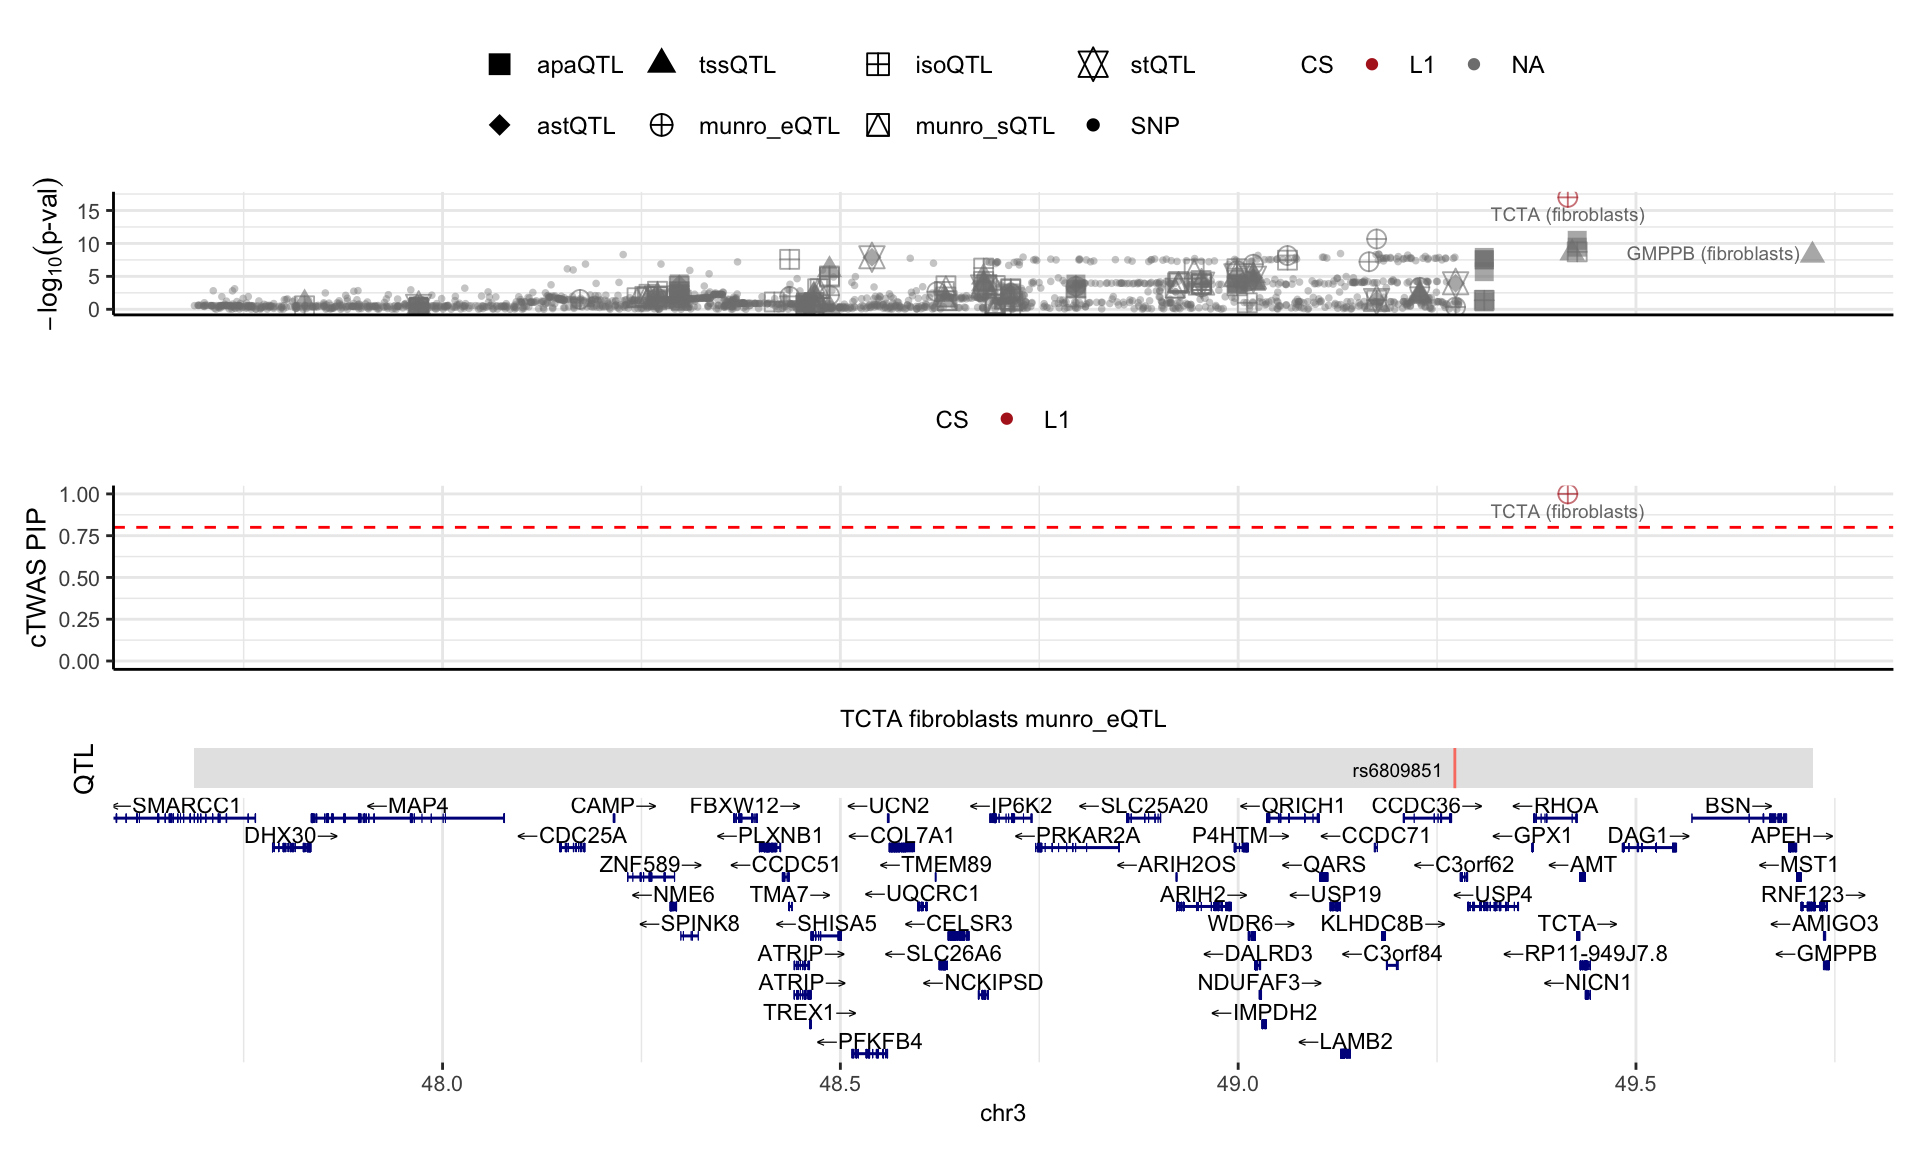 apaQTL tssQTL isoQTL stQTL CS L1 NA
astQTL munro_eQTL munro_sQTL SNP
−log10(p-val)
15
10
5
0
TCTA (fibroblasts)
GMPPB (fibroblasts)
CS L1
cTWAS PIP
1.00
0.75
0.50
0.25
0.00
TCTA (fibroblasts)
TCTA fibroblasts munro_eQTL
QTL
rs6809851
←SMARCC1 ←MAP4 CAMP→ FBXW12→ ←UCN2 ←IP6K2 ←SLC25A20 ←QRICH1 CCDC36→ ←RHOA BSN→
DHX30→ ←CDC25A ←PLXNB1 ←COL7A1 ←PRKAR2A P4HTM→ ←CCDC71 ←GPX1 DAG1→ APEH→
ZNF589→ ←CCDC51 ←TMEM89 ←ARIH2OS ←QARS ←C3orf62 ←AMT ←MST1
←NME6 TMA7→ ←UQCRC1 ARIH2→ ←USP19 ←USP4 RNF123→
←SPINK8 ←SHISA5 ←CELSR3 WDR6→ KLHDC8B→ TCTA→ ←AMIGO3
ATRIP→ ←SLC26A6 ←DALRD3 ←C3orf84 ←RP11-949J7.8 ←GMPPB
ATRIP→ ←NCKIPSD NDUFAF3→ ←NICN1
TREX1→ ←IMPDH2
←PFKFB4 ←LAMB2
48.0 48.5 49.0 49.5
chr3